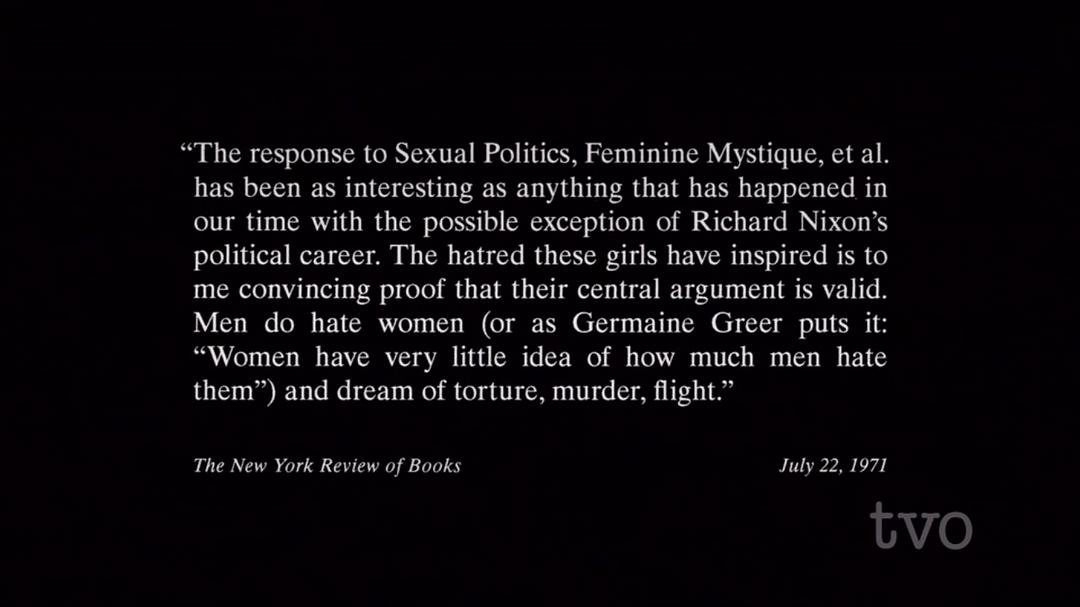 “The response to Sexual Politics, Feminine Mystique, et al.
has been as interesting as anything that has happened in
our time with the possible exception of Richard Nixon’s
political career. The hatred these girls have inspired is to
me convincing proof that their central argument is valid.
Men do hate women (or as Germaine Greer puts it:
“Women have very little idea of how much men hate
them”) and dream of torture, murder, flight.”
The New York Review of Books
July 22, 1971
tvo